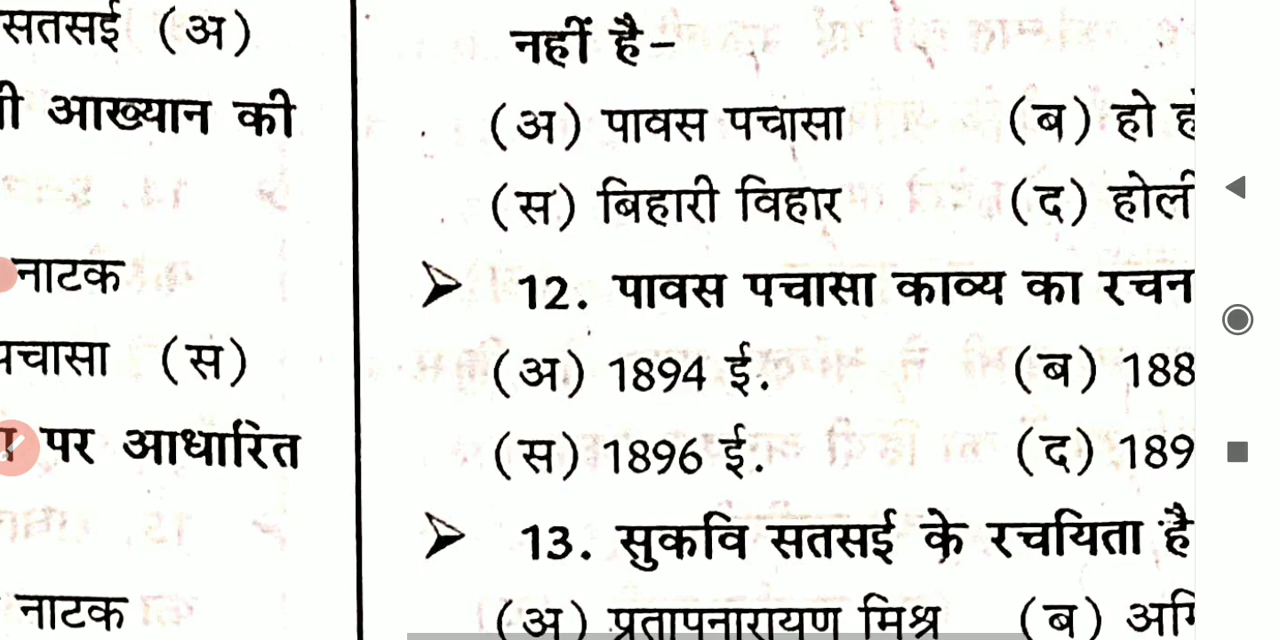 सतसई (अ)
आख्यान की
नाटक
(स)
पर आधारित
नाटक
नहीं है–
(अ) पावस पचासा (ब) हो
(स) बिहारी विहार (द)
12. पावस पचासा काव्य का
(अ) 1894 ई. (ब) 188
(स) 1896 ई. (द) 189
13. सुकवि सतसई के रचयिता है
(अ) प्रतापनारायण मिश्र (ब)